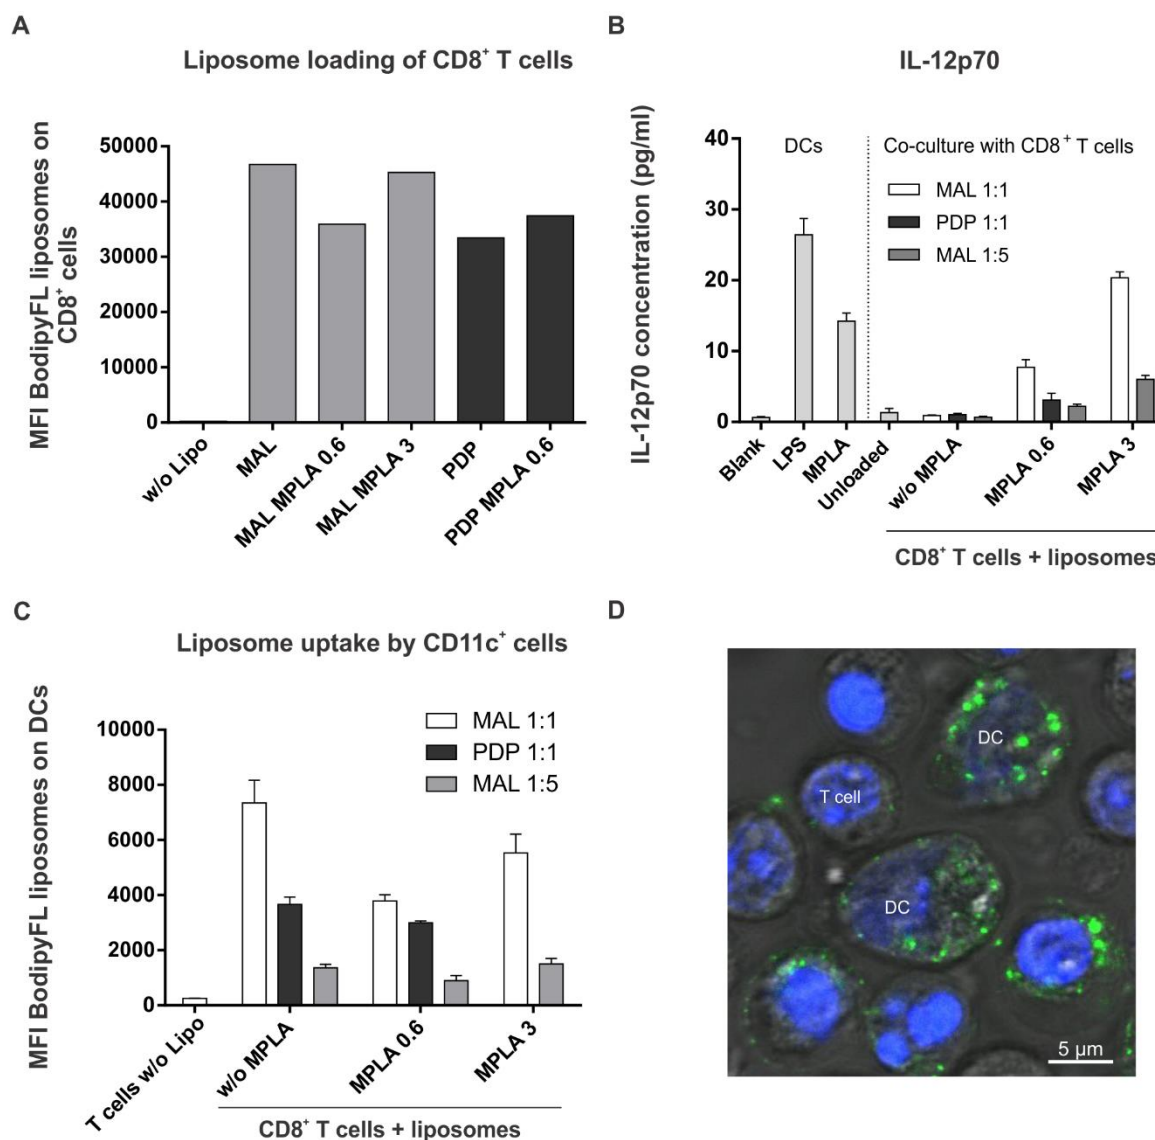 A
Liposome loading of CD8⁺ T cells
MFI BodipyFL liposomes on
CD8⁺ cells
50000
40000
30000
20000
10000
0
w/o Lipo
MAL
MAL MPLA 0.6
MAL MPLA 3
PDP
PDP MPLA 0.6
B
IL-12p70
IL-12p70 concentration (pg/ml)
40
30
20
10
0
DCs
Co-culture with CD8⁺ T cells
MAL 1:1
PDP 1:1
MAL 1:5
Blank
LPS
MPLA
Unloaded
w/o MPLA
MPLA 0.6
MPLA 3
CD8⁺ T cells + liposomes
C
Liposome uptake by CD11c⁺ cells
MFI BodipyFL liposomes on DCs
10000
8000
6000
4000
2000
0
MAL 1:1
PDP 1:1
MAL 1:5
T cells w/o Lipo
w/o MPLA
MPLA 0.6
MPLA 3
CD8⁺ T cells + liposomes
D
DC
T cell
DC
5 µm